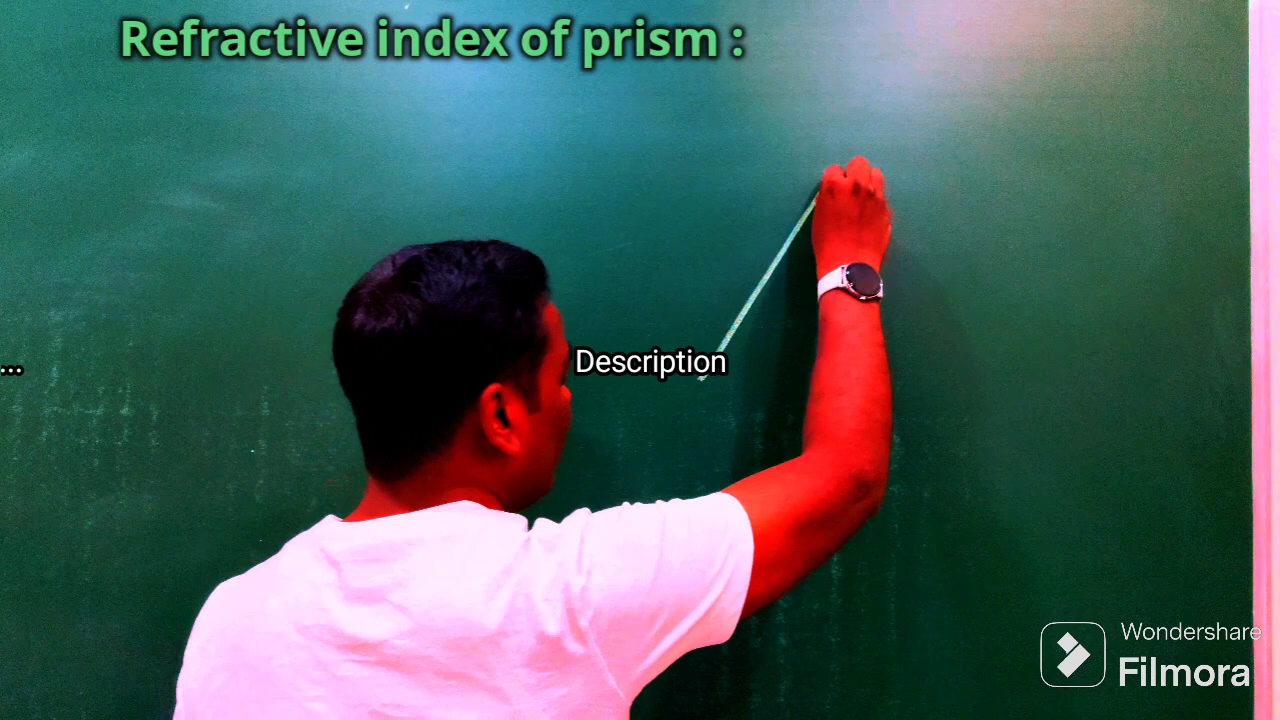 Refractive index of prism :
...
Description
Wondershare
Filmora